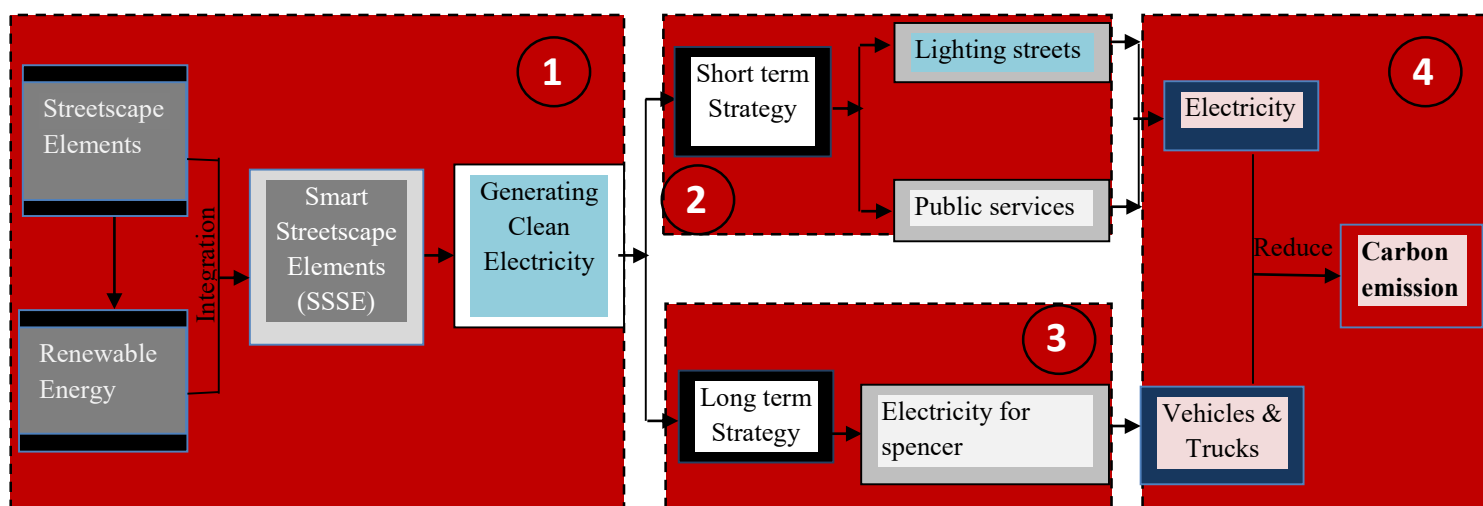 1
Streetscape
Elements
Renewable
Energy
Integration
Smart
Streetscape
Elements
(SSSE)
Generating
Clean
Electricity
2
Short term
Strategy
Lighting streets
Public services
3
Long term
Strategy
Electricity for
spencer
4
Electricity
Reduce
Carbon
emission
Vehicles &
Trucks